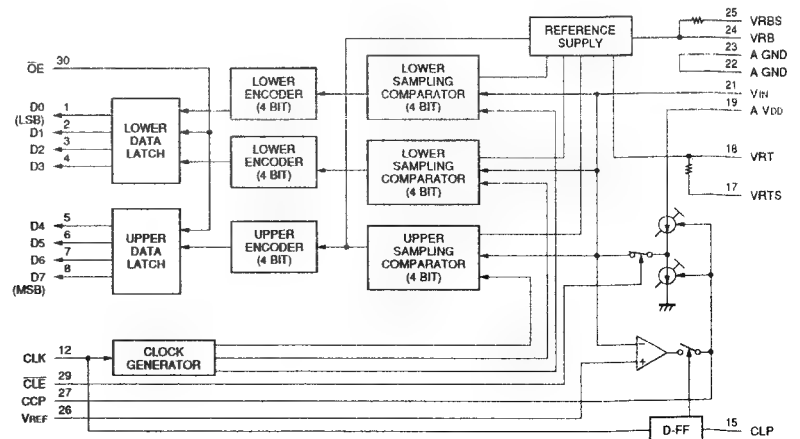 25 VRBS
REFERENCE
SUPPLY
24 VRB
23 A GND
22 A GND
OE 30
21 VIN
19 A VDD
LOWER
ENCODER
(4 BIT)
LOWER
SAMPLING
COMPARATOR
(4 BIT)
D0 1
(LSB)
D1 2
D2 3
D3 4
LOWER
DATA
LATCH
LOWER
ENCODER
(4 BIT)
LOWER
SAMPLING
COMPARATOR
(4 BIT)
18 VRT
17 VRTS
D4 5
D5 6
D6 7
D7 8
(MSB)
UPPER
DATA
LATCH
UPPER
ENCODER
(4 BIT)
UPPER
SAMPLING
COMPARATOR
(4 BIT)
CLK 12
CLOCK
GENERATOR
− 
+
CLE 29
CCP 27
VREF 26
D-FF
15 CLP